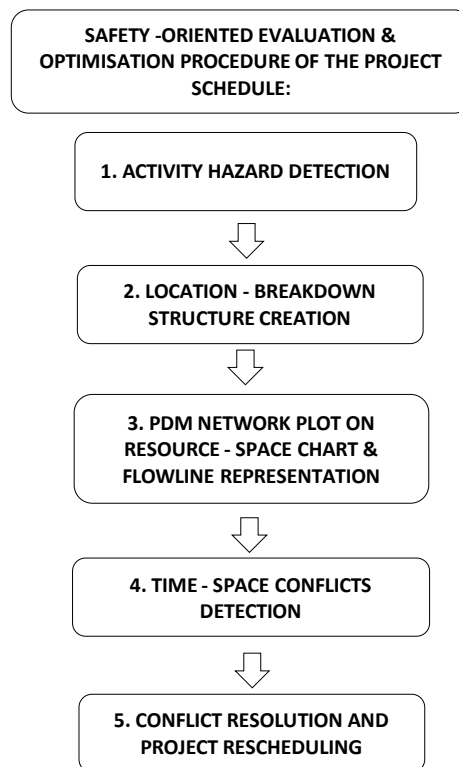 SAFETY -ORIENTED EVALUATION &
OPTIMISATION PROCEDURE OF THE PROJECT
SCHEDULE:
1. ACTIVITY HAZARD DETECTION
2. LOCATION - BREAKDOWN
STRUCTURE CREATION
3. PDM NETWORK PLOT ON
RESOURCE - SPACE CHART &
FLOWLINE REPRESENTATION
4. TIME - SPACE CONFLICTS
DETECTION
5. CONFLICT RESOLUTION AND
PROJECT RESCHEDULING